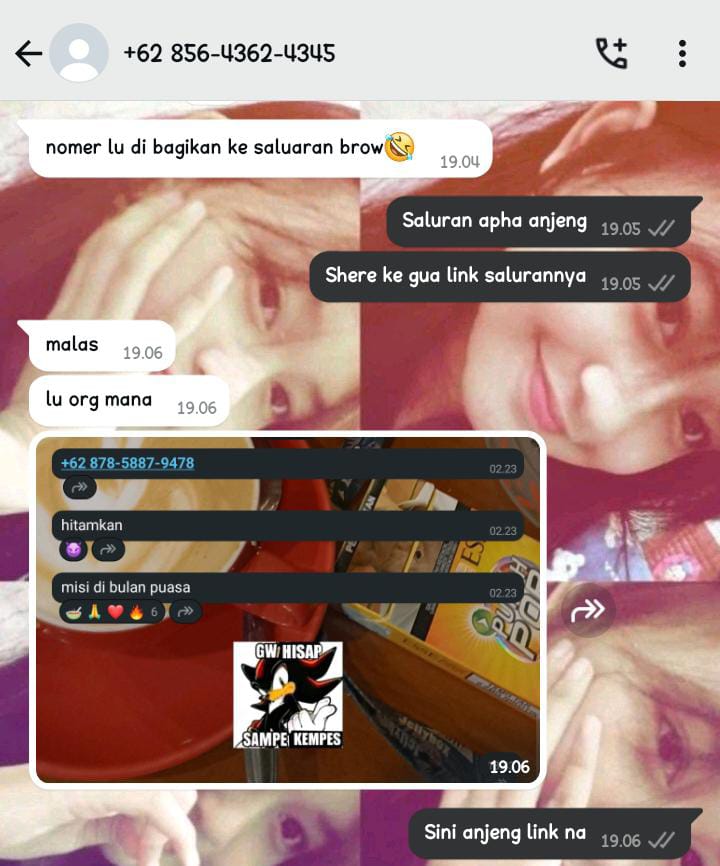 +62 856-4362-4345
nomer lu di bagikan ke saluaran brow🤣
19.04
Saluran apha anjeng
19.05
Shere ke gua link salurannya
19.05
malas
19.06
lu org mana
19.06
+62 878-5887-9478
02.23
hitamkan
02.23
misi di bulan puasa
02.23
6
PUSH
POP
GW HISAP
SAMPE KEMPES
19.06
Sini anjeng link na
19.06